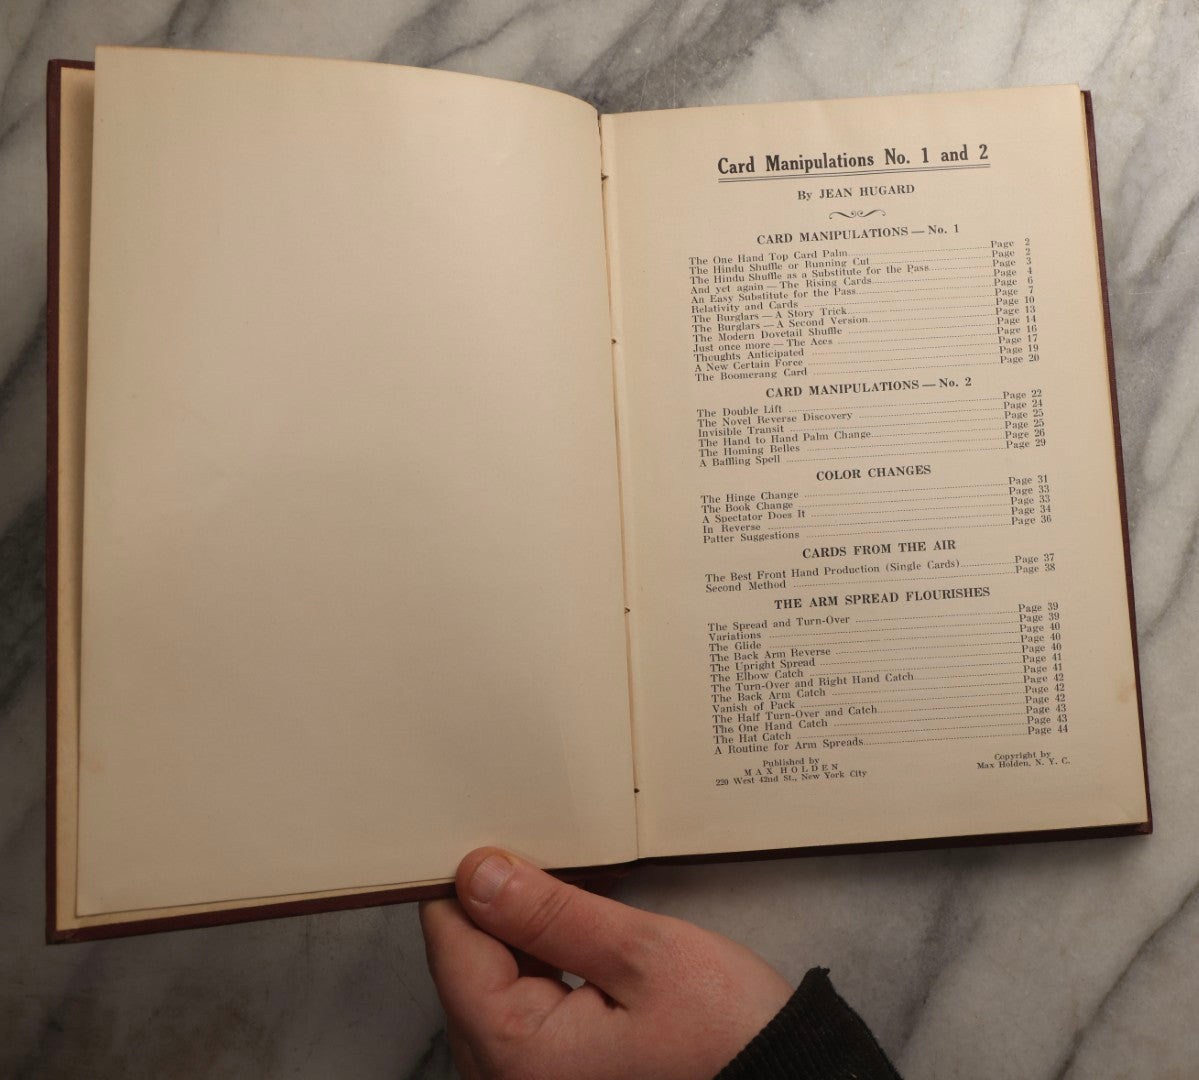 Card Manipulations No. 1 and 2
By JEAN HUGARD
CARD MANIPULATIONS — No. 1
The One Hand Top Card Palm Page 2
The Hindu Shuffle or Running Cut Page 2
The Hindu Shuffle as a Substitute for the Pass Page 3
And yet again — The Rising Cards Page 4
An Easy Substitute for the Pass Page 6
Relativity and Cards Page 7
The Burglars — A Story Trick Page 10
The Burglars — A Second Version Page 13
The Modern Dovetail Shuffle Page 14
Just once more — The Aces Page 16
Thoughts Anticipated Page 17
A New Certain Force Page 19
The Boomerang Card Page 20
CARD MANIPULATIONS — No. 2
The Double Lift Page 22
The Novel Reverse Discovery Page 24
Invisible Transit Page 25
The Hand to Hand Palm Change Page 25
The Homing Belles Page 26
A Baffling Spell Page 29
COLOR CHANGES
The Hinge Change Page 31
The Book Change Page 33
A Spectator Does It Page 33
In Reverse Page 34
Patter Suggestions Page 36
CARDS FROM THE AIR
The Best Front Hand Production (Single Cards) Page 37
Second Method Page 38
THE ARM SPREAD FLOURISHES
The Spread and Turn-Over Page 39
Variations Page 39
The Glide Page 40
The Back Arm Reverse Page 40
The Upright Spread Page 40
The Elbow Catch Page 41
The Turn-Over and Right Hand Catch Page 41
The Back Arm Catch Page 42
Vanish of Pack Page 42
The Half Turn-Over and Catch Page 42
The One Hand Catch Page 43
The Hat Catch Page 43
A Routine for Arm Spreads Page 44
Published by
MAX HOLDEN
220 West 42nd St., New York City
Copyright by
Max Holden, N. Y. C.